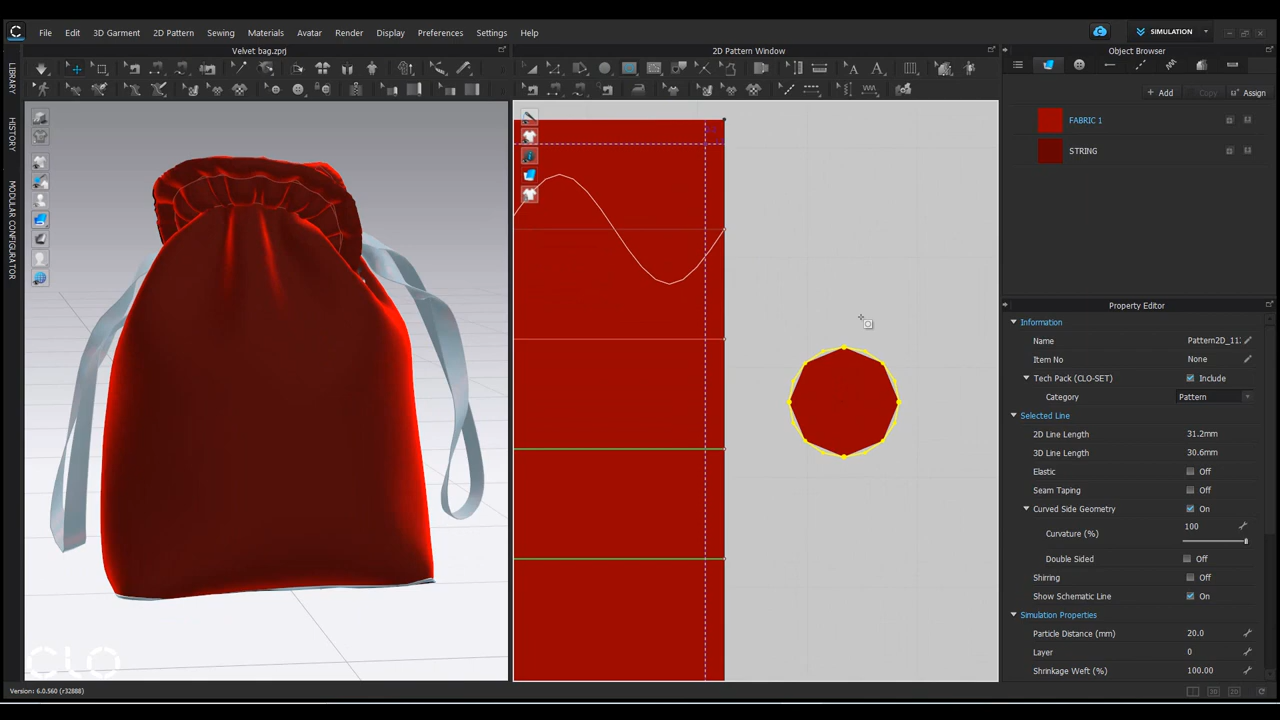 File Edit 3D Garment 2D Pattern Sewing Materials Avatar Render Display Preferences Settings Help SIMULATION
Velvet bag.zprj
2D Pattern Window
Object Browser
LIBRARY
HISTORY
MODULAR CONFIGURATOR
Add Copy Assign
FABRIC 1
STRING
Property Editor
Information
Name Pattern2D_11:
Item No None
Tech Pack (CLO-SET) Include
Category Pattern
Selected Line
2D Line Length 31.2mm
3D Line Length 30.6mm
Elastic Off
Seam Taping Off
Curved Side Geometry On
Curvature (%) 100
Double Sided Off
Shirring Off
Show Schematic Line On
Simulation Properties
Particle Distance (mm) 20.0
Layer 0
Shrinkage Weft (%) 100.00
CLO
Version: 6.0.560 (r32888)
3D 2D